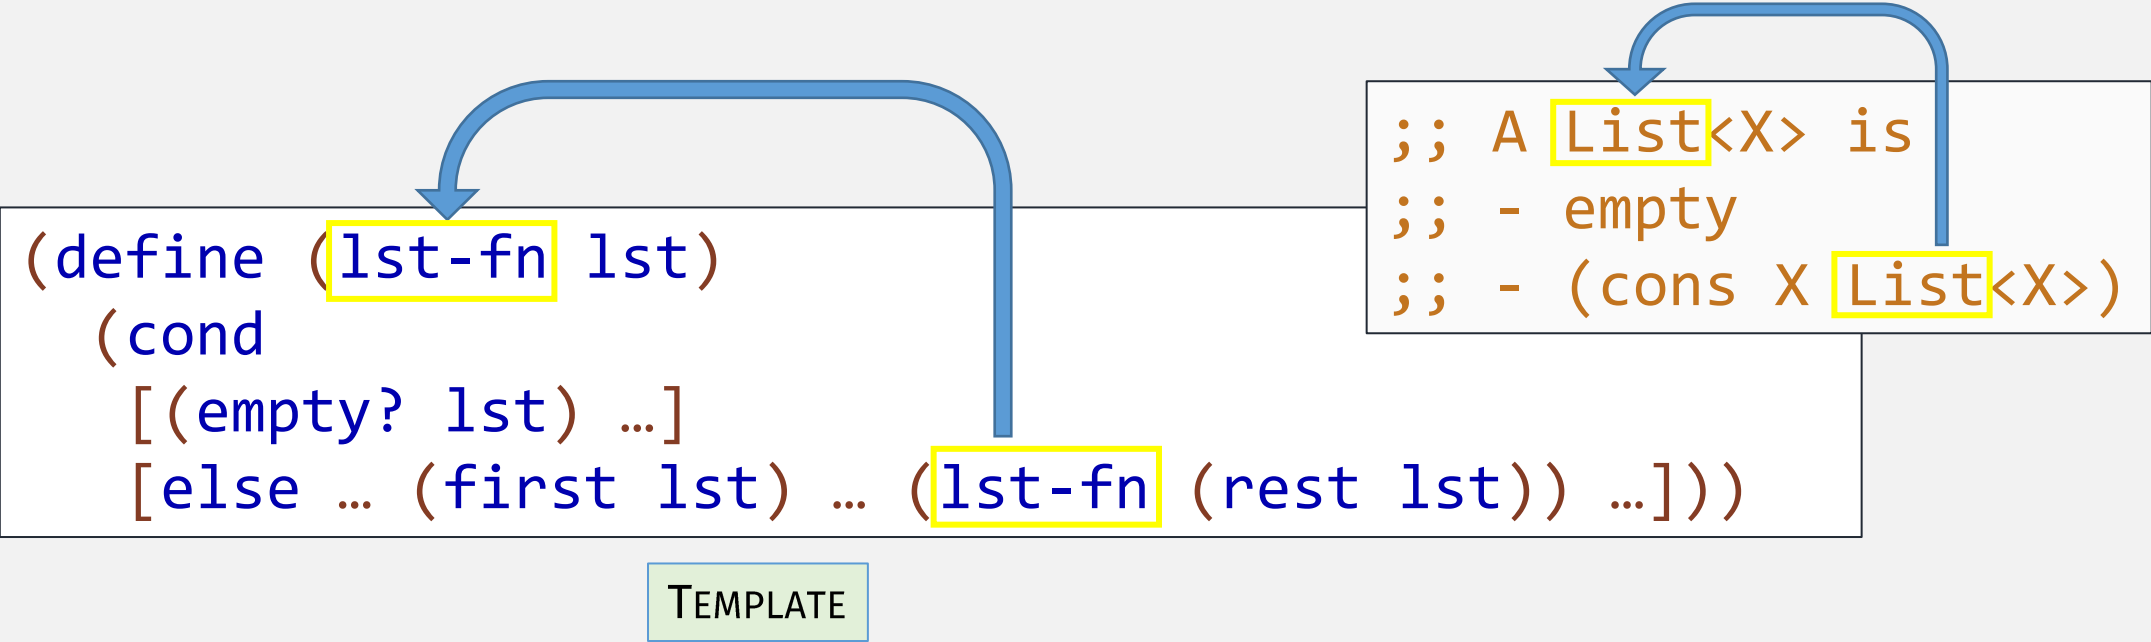 ;; A List<X> is
;; - empty
;; - (cons X List<X>)
(define (lst-fn lst)
(cond
[(empty? lst) …]
[else … (first lst) … (lst-fn (rest lst)) …]))
TEMPLATE